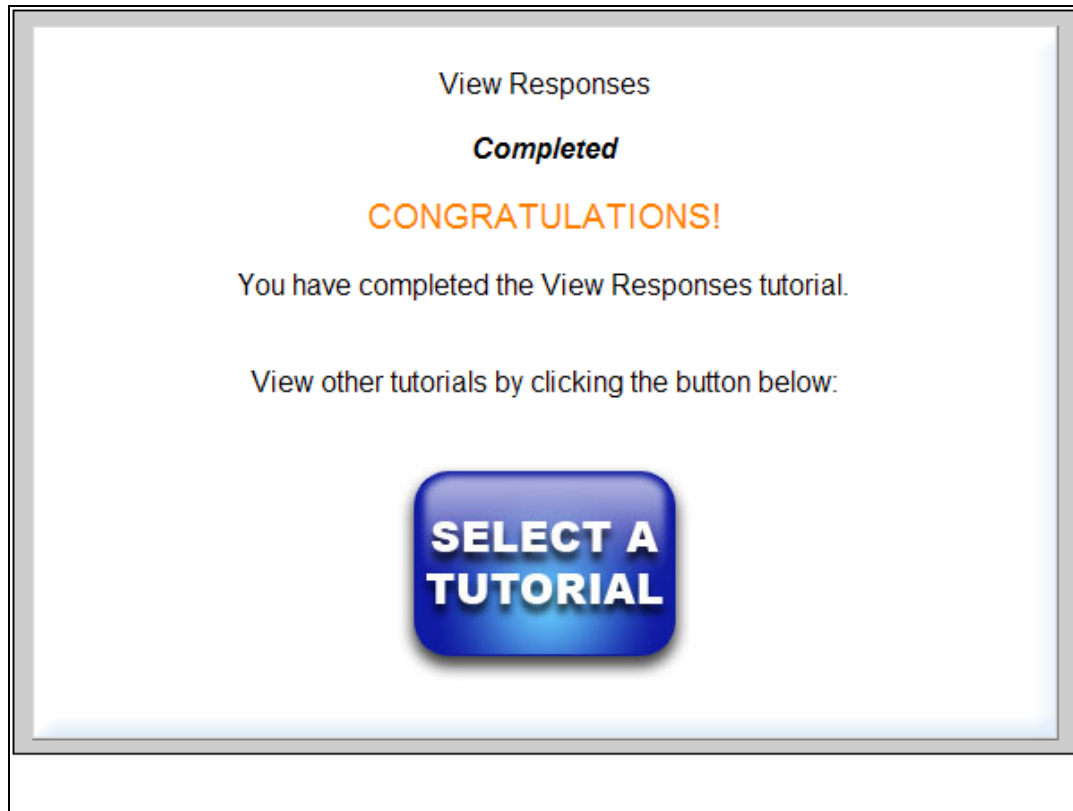 View Responses
Completed
CONGRATULATIONS!
You have completed the View Responses tutorial.
View other tutorials by clicking the button below:
SELECT A
TUTORIAL